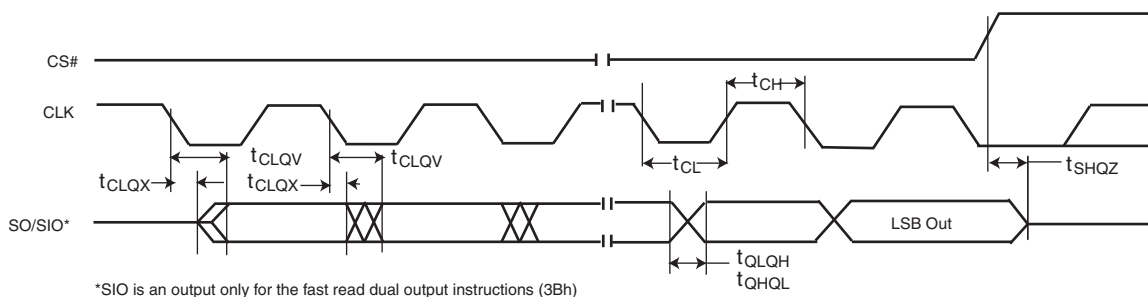 CS#
tCH
CLK
tCLQV
tCLQV
tCL
tSHQZ
tCLQX
tCLQX
SO/SIO*
LSB Out
tQLQH
tQHQL
*SIO is an output only for the fast read dual output instructions (3Bh)